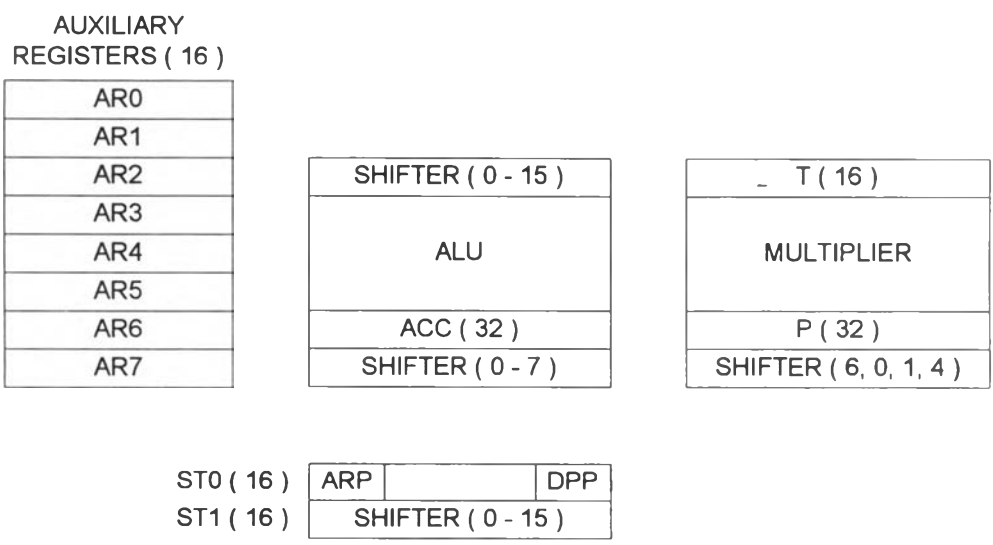 AUXILIARY
REGISTERS ( 16 )
AR0
AR1
AR2
AR3
AR4
AR5
AR6
AR7
SHIFTER ( 0 - 15 )
ALU
ACC ( 32 )
SHIFTER ( 0 - 7 )
T ( 16 )
MULTIPLIER
P ( 32 )
SHIFTER ( 6, 0, 1, 4 )
ST0 ( 16 ) ARP DPP
ST1 ( 16 ) SHIFTER ( 0 - 15 )